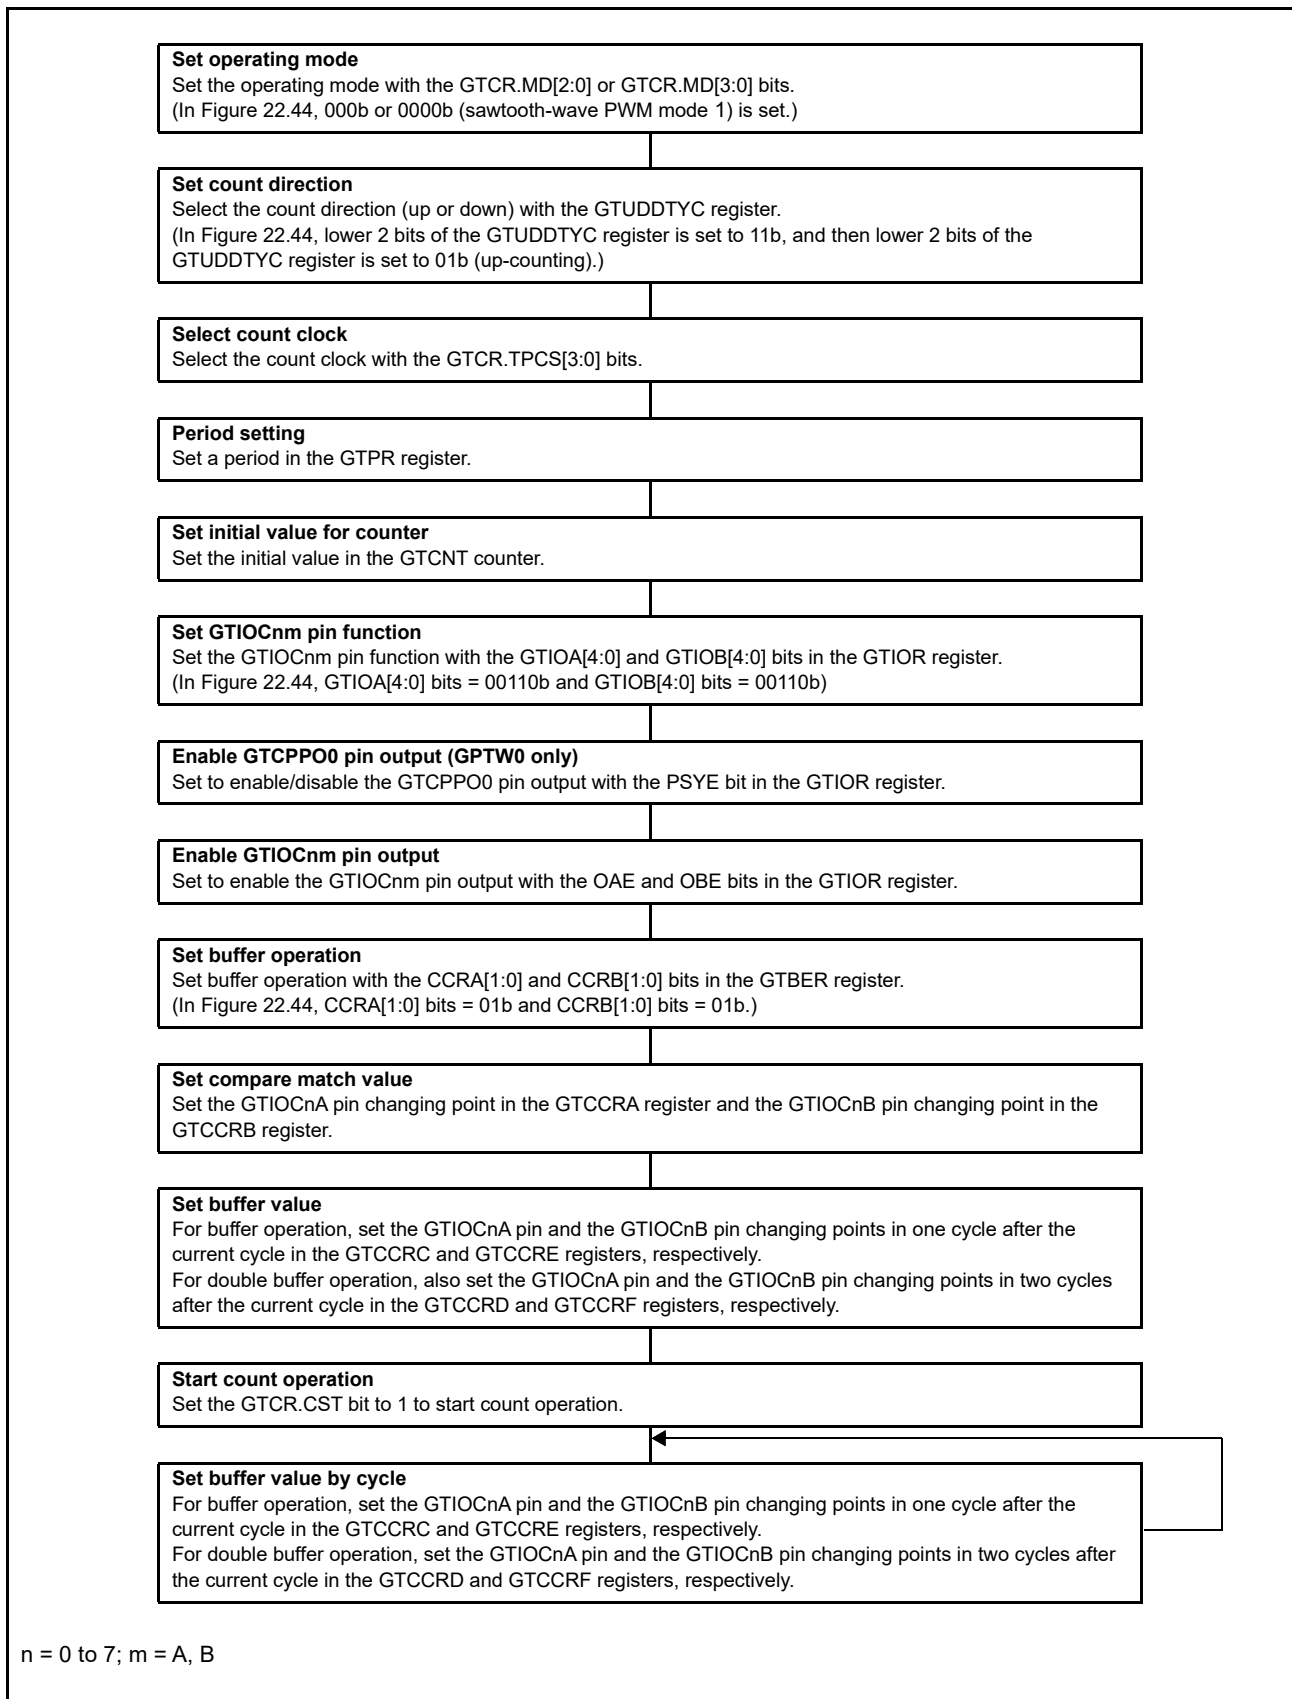 Set operating mode
Set the operating mode with the GTCR.MD[2:0] or GTCR.MD[3:0] bits.
(In Figure 22.44, 000b or 0000b (sawtooth-wave PWM mode 1) is set.)
Set count direction
Select the count direction (up or down) with the GTUDDTYC register.
(In Figure 22.44, lower 2 bits of the GTUDDTYC register is set to 11b, and then lower 2 bits of the
GTUDDTYC register is set to 01b (up-counting).)
Select count clock
Select the count clock with the GTCR.TPCS[3:0] bits.
Period setting
Set a period in the GTPR register.
Set initial value for counter
Set the initial value in the GTCNT counter.
Set GTIOCnm pin function
Set the GTIOCnm pin function with the GTIOA[4:0] and GTIOB[4:0] bits in the GTIOR register.
(In Figure 22.44, GTIOA[4:0] bits = 00110b and GTIOB[4:0] bits = 00110b)
Enable GTCPPO0 pin output (GPTW0 only)
Set to enable/disable the GTCPPO0 pin output with the PSYE bit in the GTIOR register.
Enable GTIOCnm pin output
Set to enable the GTIOCnm pin output with the OAE and OBE bits in the GTIOR register.
Set buffer operation
Set buffer operation with the CCRA[1:0] and CCRB[1:0] bits in the GTBER register.
(In Figure 22.44, CCRA[1:0] bits = 01b and CCRB[1:0] bits = 01b.)
Set compare match value
Set the GTIOCnA pin changing point in the GTCCRA register and the GTIOCnB pin changing point in the
GTCCRB register.
Set buffer value
For buffer operation, set the GTIOCnA pin and the GTIOCnB pin changing points in one cycle after the
current cycle in the GTCCRC and GTCCRE registers, respectively.
For double buffer operation, also set the GTIOCnA pin and the GTIOCnB pin changing points in two cycles
after the current cycle in the GTCCRD and GTCCRF registers, respectively.
Start count operation
Set the GTCR.CST bit to 1 to start count operation.
Set buffer value by cycle
For buffer operation, set the GTIOCnA pin and the GTIOCnB pin changing points in one cycle after the
current cycle in the GTCCRC and GTCCRE registers, respectively.
For double buffer operation, set the GTIOCnA pin and the GTIOCnB pin changing points in two cycles after
the current cycle in the GTCCRD and GTCCRF registers, respectively.
n = 0 to 7; m = A, B